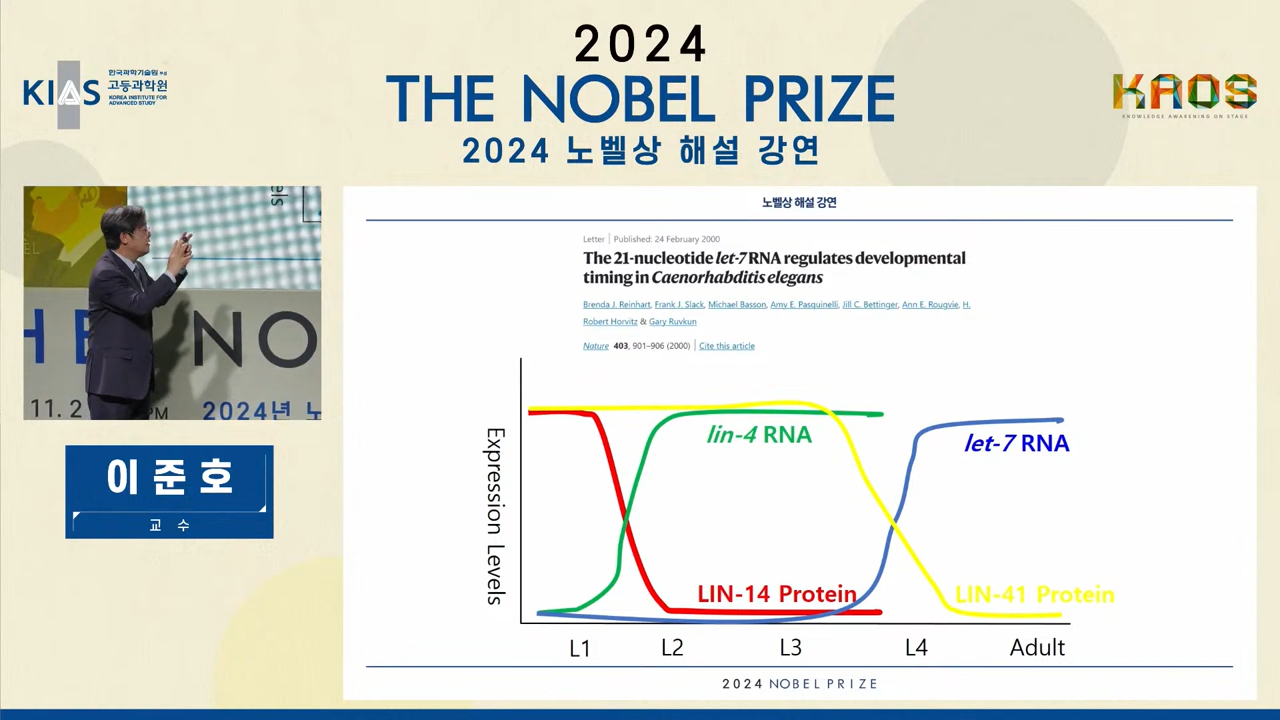 2024
THE NOBEL PRIZE
2024 노벨상 해설 강연
KIAS
한국과학기술원 부설
고등과학원
KOREA INSTITUTE FOR
ADVANCED STUDY
KAOS
KNOWLEDGE AWAKENING ON STAGE
HE NO
11. 2
PM
2024년 노
이준호
교 수
노벨상 해설 강연
Letter | Published: 24 February 2000
The 21-nucleotide let-7 RNA regulates developmental
timing in Caenorhabditis elegans
Brenda J. Reinhart, Frank J. Slack, Michael Basson, Amy E. Pasquinelli, Jill C. Bettinger, Ann E. Rougvie, H.
Robert Horvitz & Gary Ruvkun
Nature 403, 901–906 (2000) | Cite this article
Expression Levels
lin-4 RNA
let-7 RNA
LIN-14 Protein
LIN-41 Protein
L1 L2 L3 L4 Adult
2024 NOBEL PRIZE